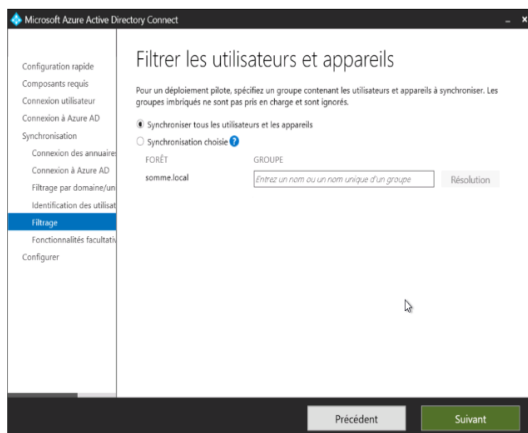 Microsoft Azure Active Directory Connect
Filtrer les utilisateurs et appareils
Configuration rapide
Composants requis
Connexion utilisateur
Connexion à Azure AD
Synchronisation
Connexion des annuaires
Connexion à Azure AD
Filtrage par domaine/un
Identification des utilisat
Filtrage
Fonctionnalités facultativ
Configurer
Pour un déploiement pilote, spécifiez un groupe contenant les utilisateurs et appareils à synchroniser. Les
groupes imbriqués ne sont pas pris en charge et sont ignorés.
Synchroniser tous les utilisateurs et les appareils
Synchronisation choisie ?
FORÊT GROUPE
somme.local Entrez un nom ou un nom unique d'un groupe Résolution
Précédent Suivant